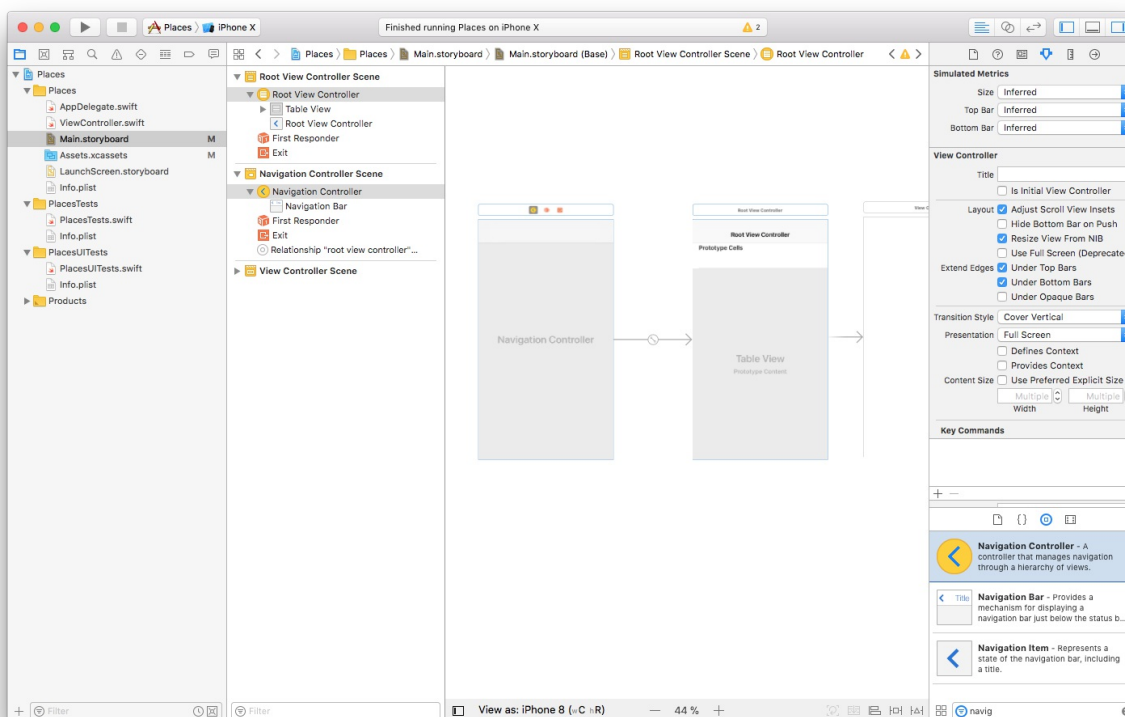 Places
iPhone X
Finished running Places on iPhone X
2
Places
Places
Main.storyboard
Main.storyboard (Base)
Root View Controller Scene
Root View Controller
Places
Places
AppDelegate.swift
ViewController.swift
Main.storyboard M
Assets.xcassets M
LaunchScreen.storyboard
Info.plist
PlacesTests
PlacesTests.swift
Info.plist
PlacesUITests
PlacesUITests.swift
Info.plist
Products
Filter
Root View Controller Scene
Root View Controller
Table View
Root View Controller
First Responder
Exit
Navigation Controller Scene
Navigation Controller
Navigation Bar
First Responder
Exit
Relationship "root view controller"...
View Controller Scene
Filter
Navigation Controller
Root View Controller
Root View Controller
Prototype Cells
Table View
Prototype Content
View C
View as: iPhone 8 (wC hR)
44 %
Simulated Metrics
Size Inferred
Top Bar Inferred
Bottom Bar Inferred
View Controller
Title
Is Initial View Controller
Layout Adjust Scroll View Insets
Hide Bottom Bar on Push
Resize View From NIB
Use Full Screen (Deprecate
Extend Edges Under Top Bars
Under Bottom Bars
Under Opaque Bars
Transition Style Cover Vertical
Presentation Full Screen
Defines Context
Provides Context
Content Size Use Preferred Explicit Size
Multiple Multiple
Width Height
Key Commands
Navigation Controller - A
controller that manages navigation
through a hierarchy of views.
Title
Navigation Bar - Provides a
mechanism for displaying a
navigation bar just below the status b...
Navigation Item - Represents a
state of the navigation bar, including
a title.
navig